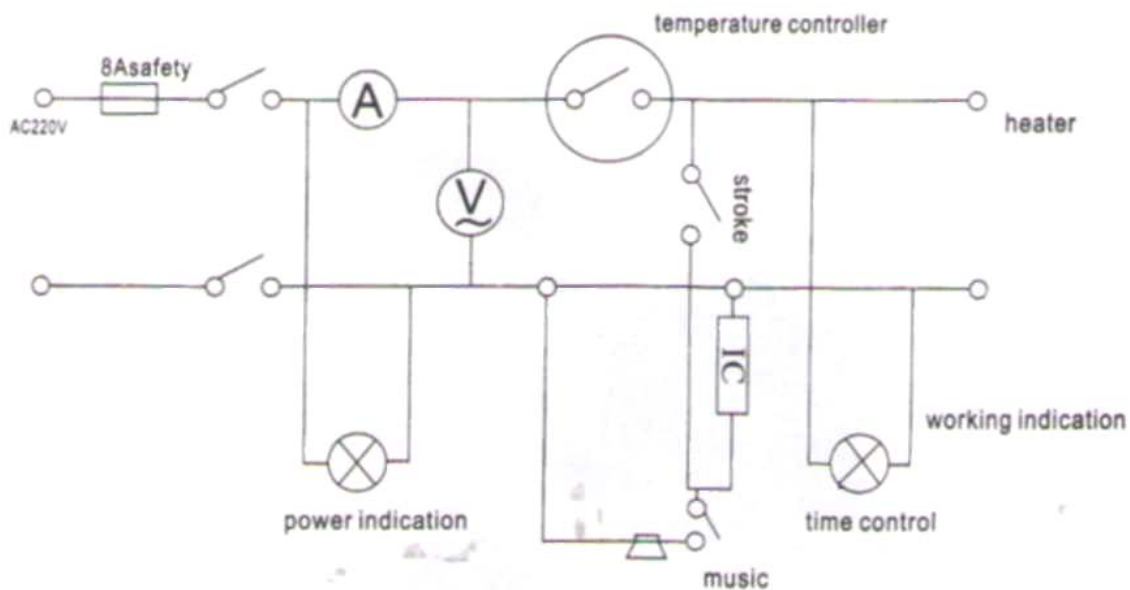 temperature controller
8Asafety
A
AC220V
heater
V
stroke
IC
working indication
power indication
time control
music